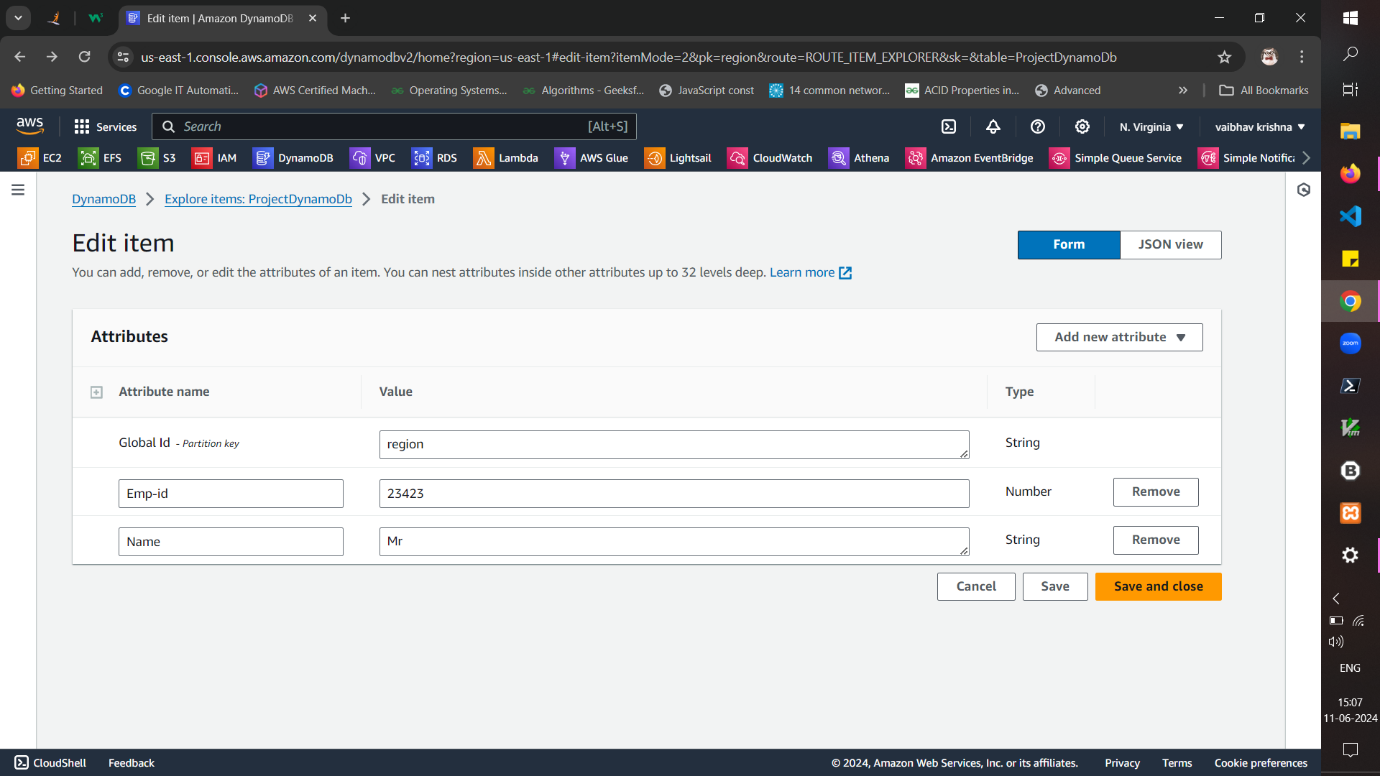 Edit item | Amazon DynamoDB
us-east-1.console.aws.amazon.com/dynamodbv2/home?region=us-east-1#edit-item?itemMode=2&pk=region&route=ROUTE_ITEM_EXPLORER&sk=&table=ProjectDynamoDb
Getting Started Google IT Automati... AWS Certified Mach... Operating Systems... Algorithms - Geeksf... JavaScript const 14 common networ... ACID Properties in... Advanced » All Bookmarks
aws Services Search [Alt+S] N. Virginia vaibhav krishna
EC2 EFS S3 IAM DynamoDB VPC RDS Lambda AWS Glue Lightsail CloudWatch Athena Amazon EventBridge Simple Queue Service Simple Notifica
DynamoDB Explore items: ProjectDynamoDb Edit item
Edit item
Form JSON view
You can add, remove, or edit the attributes of an item. You can nest attributes inside other attributes up to 32 levels deep. Learn more
Attributes
Add new attribute
Attribute name Value Type
Global Id - Partition key region String
Emp-id 23423 Number Remove
Name Mr String Remove
Cancel Save Save and close
CloudShell Feedback © 2024, Amazon Web Services, Inc. or its affiliates. Privacy Terms Cookie preferences
zoom
ENG
15:07
11-06-2024